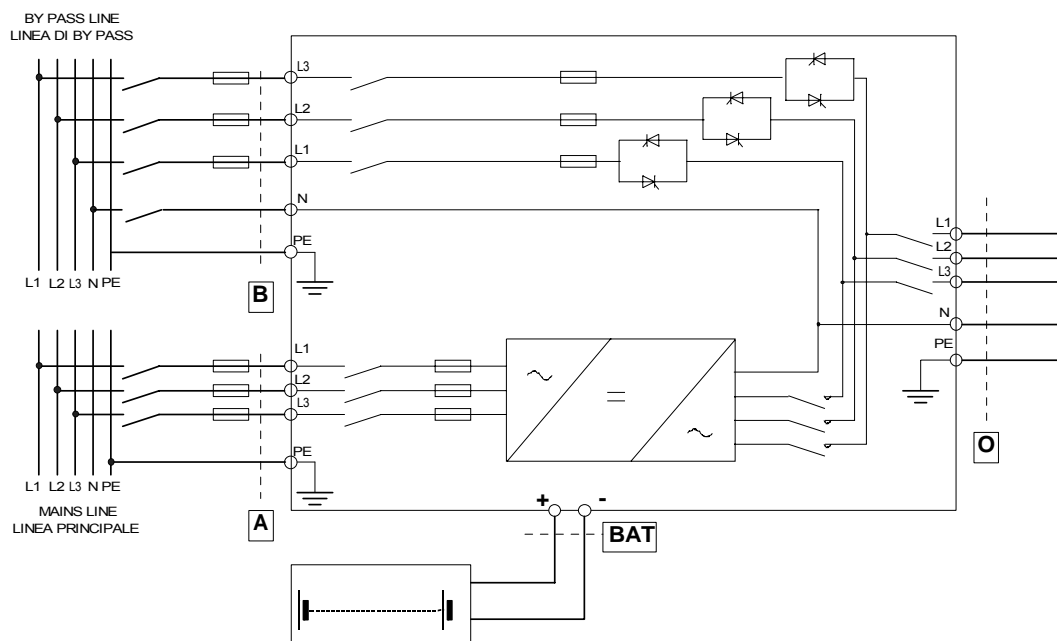 BY PASS LINE
LINEA DI BY PASS
L3
L2
L1
N
PE
L1 L2 L3 N PE
B
L1
L2
L3
N
PE
O
L1
L2
L3
PE
L1 L2 L3 N PE
MAINS LINE
LINEA PRINCIPALE
A
+ -
BAT